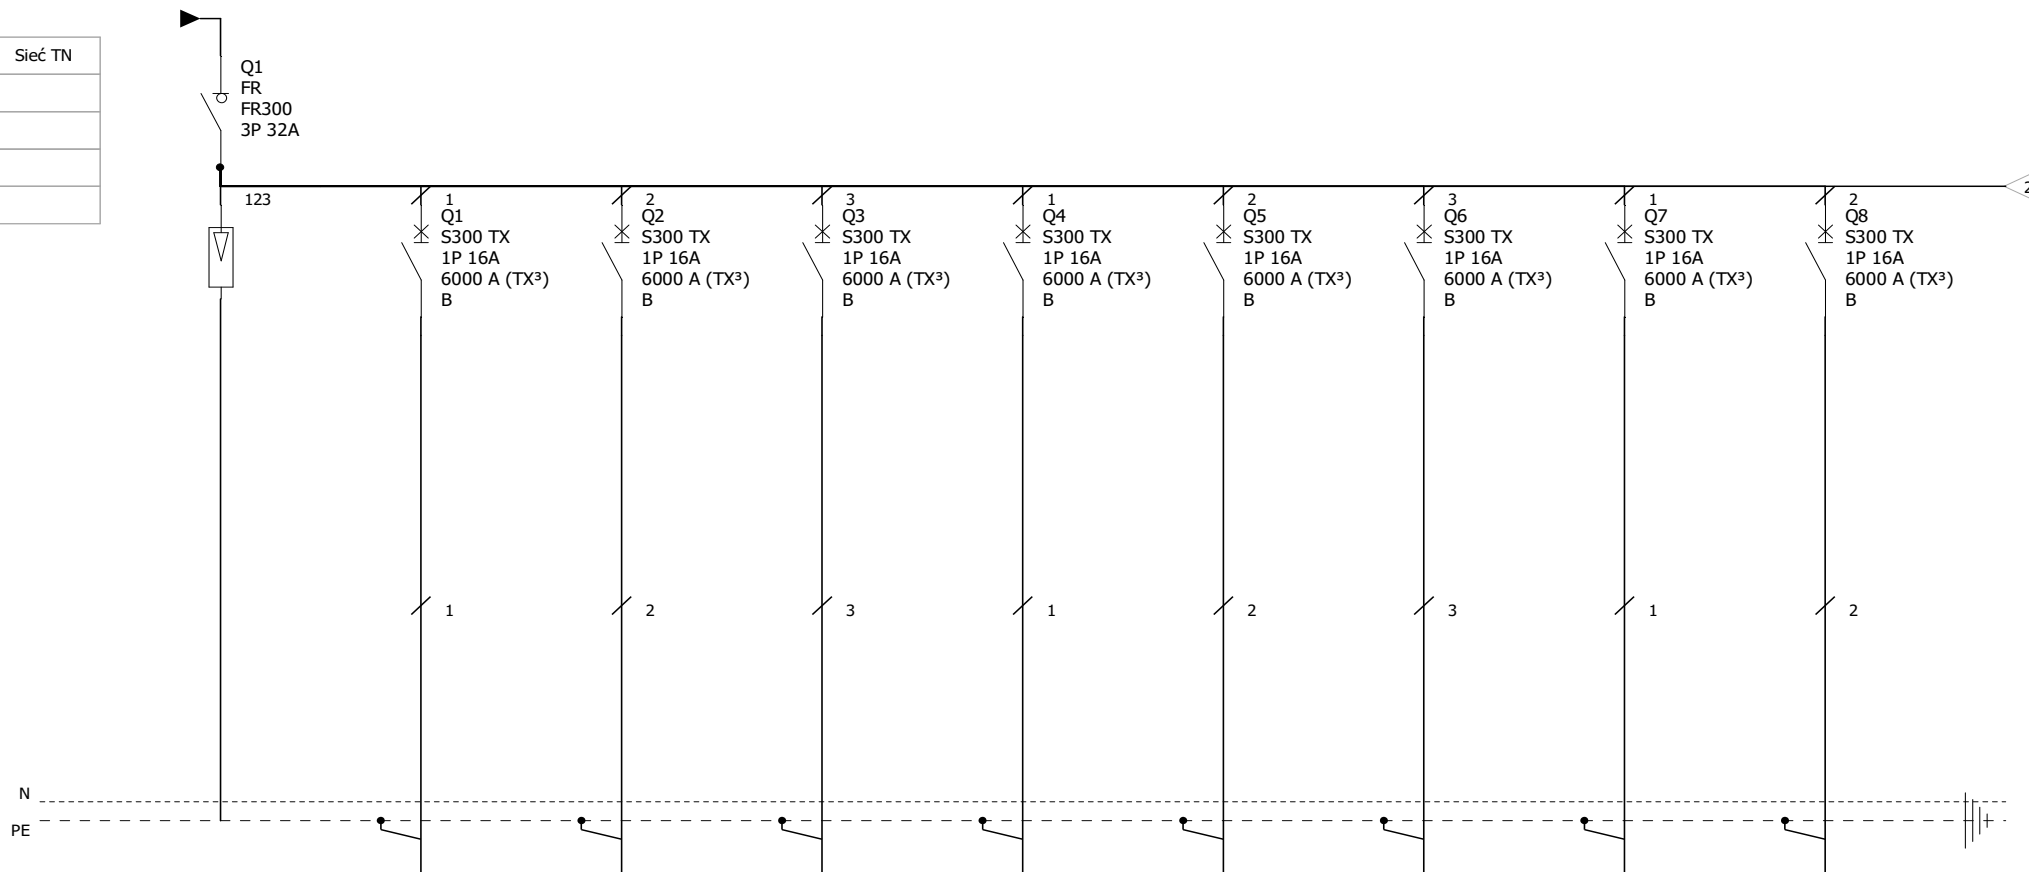 Sieć TN
Q1
FR
FR300
3P 32A
123
1
2
3
1
2
3
1
2
2
Q1
S300 TX
1P 16A
6000 A (TX³)
B
Q2
S300 TX
1P 16A
6000 A (TX³)
B
Q3
S300 TX
1P 16A
6000 A (TX³)
B
Q4
S300 TX
1P 16A
6000 A (TX³)
B
Q5
S300 TX
1P 16A
6000 A (TX³)
B
Q6
S300 TX
1P 16A
6000 A (TX³)
B
Q7
S300 TX
1P 16A
6000 A (TX³)
B
Q8
S300 TX
1P 16A
6000 A (TX³)
B
1
2
3
1
2
3
1
2
N
PE